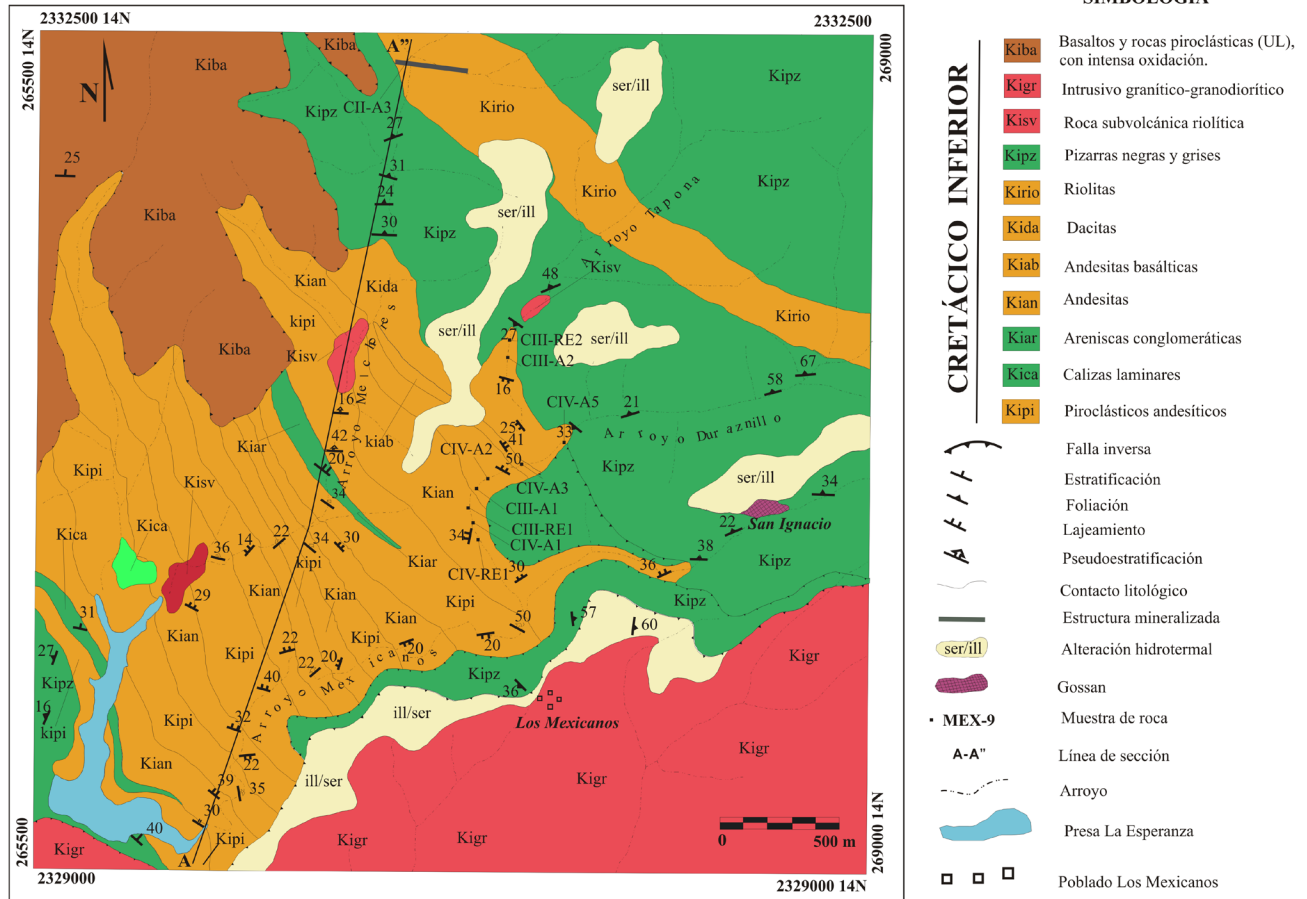 2332500 14N
2332500
SIMBOLOGÍA
265500 14N
269000
N
A''
Kiba
Kiba
Kipz
CII-A3
27
Kirio
ser/ill
Kipz
25
31
24
30
Kiba
Kipz
ser/ill
Kirio
Kipz
Arroyo Tapona
Kisv
48
Kian
Kida
kipi
Kisv
Kiba
Arroyo Melchores
ser/ill
27
CIII-RE2
CIII-A2
16
ser/ill
Kirio
67
58
16
CIV-A5
21
42
kiab
25
41
33
Arroyo Duraznillo
Kiar
20
CIV-A2
50
Kipi
Kisv
34
Kian
Kipz
ser/ill
34
CIV-A3
CIII-A1
CIII-RE1
CIV-A1
San Ignacio
22
Kica
Kica
36
14
22
34
30
34
38
kipi
Kiar
Kipz
29
Kian
Kian
CIV-RE1
30
36
Kipi
Kipz
31
Kian
Kian
50
57
60
27
Kipi
22
Kipi
20
20
20
22
Kipz
Arroyo Mexicanos
Kipz
36
Kigr
16
kipi
40
Kipi
32
ill/ser
Los Mexicanos
Kigr
Kian
22
Kigr
39
35
ill/ser
30
40
Kipi
Kigr
Kigr
Kigr
Kigr
A
0
500 m
265500
269000 14N
2329000
2329000 14N
CRETÁCICO INFERIOR
Kiba
Basaltos y rocas piroclásticas (UL),
con intensa oxidación.
Kigr
Intrusivo granítico-granodiorítico
Kisv
Roca subvolcánica riolítica
Kipz
Pizarras negras y grises
Kirio
Riolitas
Kida
Dacitas
Kiab
Andesitas basálticas
Kian
Andesitas
Kiar
Areniscas conglomeráticas
Kica
Calizas laminares
Kipi
Piroclásticos andesíticos
Falla inversa
Estratificación
Foliación
Lajeamiento
Pseudoestratificación
Contacto litológico
Estructura mineralizada
ser/ill
Alteración hidrotermal
Gossan
MEX-9
Muestra de roca
A-A''
Línea de sección
Arroyo
Presa La Esperanza
Poblado Los Mexicanos